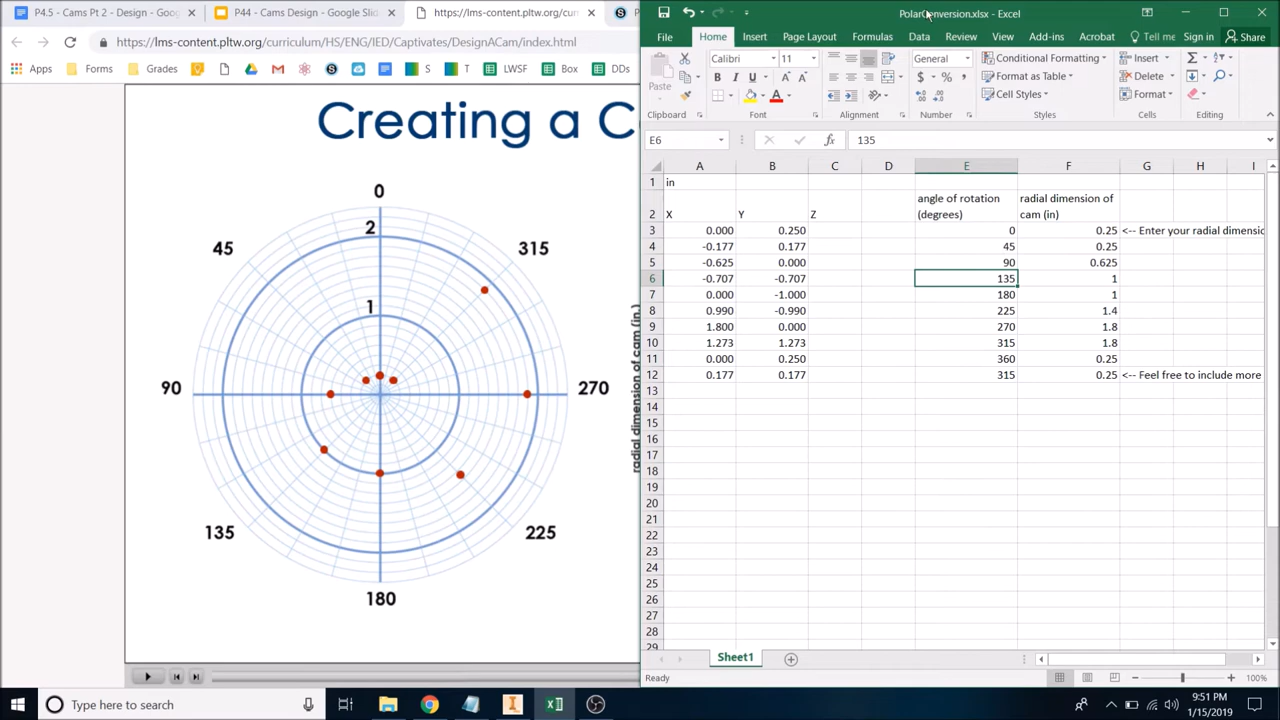 P4.5 - Cams Pt 2 - Design - Goog
P44 - Cams Design - Google Slid
https://lms-content.pltw.org/cur
P
https://lms-content.pltw.org/curriculum/HS/ENG/IED/Captivates/DesignACam/index.html
Apps
Forms
Grades
S
T
LWSF
Box
DDs
Creating a C
0
2
1
45
315
90
270
135
225
180
radial dimension of cam (in.)
PolarConversion.xlsx - Excel
File
Home
Insert
Page Layout
Formulas
Data
Review
View
Add-ins
Acrobat
Tell me
Sign in
Share
Paste
Clipboard
Calibri
11
B I U
Font
Alignment
General
$ % ,
Number
Conditional Formatting
Format as Table
Cell Styles
Styles
Insert
Delete
Format
Cells
Editing
E6
fx
135
A B C D E F G H I
1 in
2 X Y Z angle of rotation (degrees) radial dimension of cam (in)
3 0.000 0.250 0 0.25 <-- Enter your radial dimensio
4 -0.177 0.177 45 0.25
5 -0.625 0.000 90 0.625
6 -0.707 -0.707 135 1
7 0.000 -1.000 180 1
8 0.990 -0.990 225 1.4
9 1.800 0.000 270 1.8
10 1.273 1.273 315 1.8
11 0.000 0.250 360 0.25
12 0.177 0.177 315 0.25 <-- Feel free to include more
13
14
15
16
17
18
19
20
21
22
23
24
25
26
27
28
29
Sheet1
Ready
100%
Type here to search
9:51 PM
1/15/2019